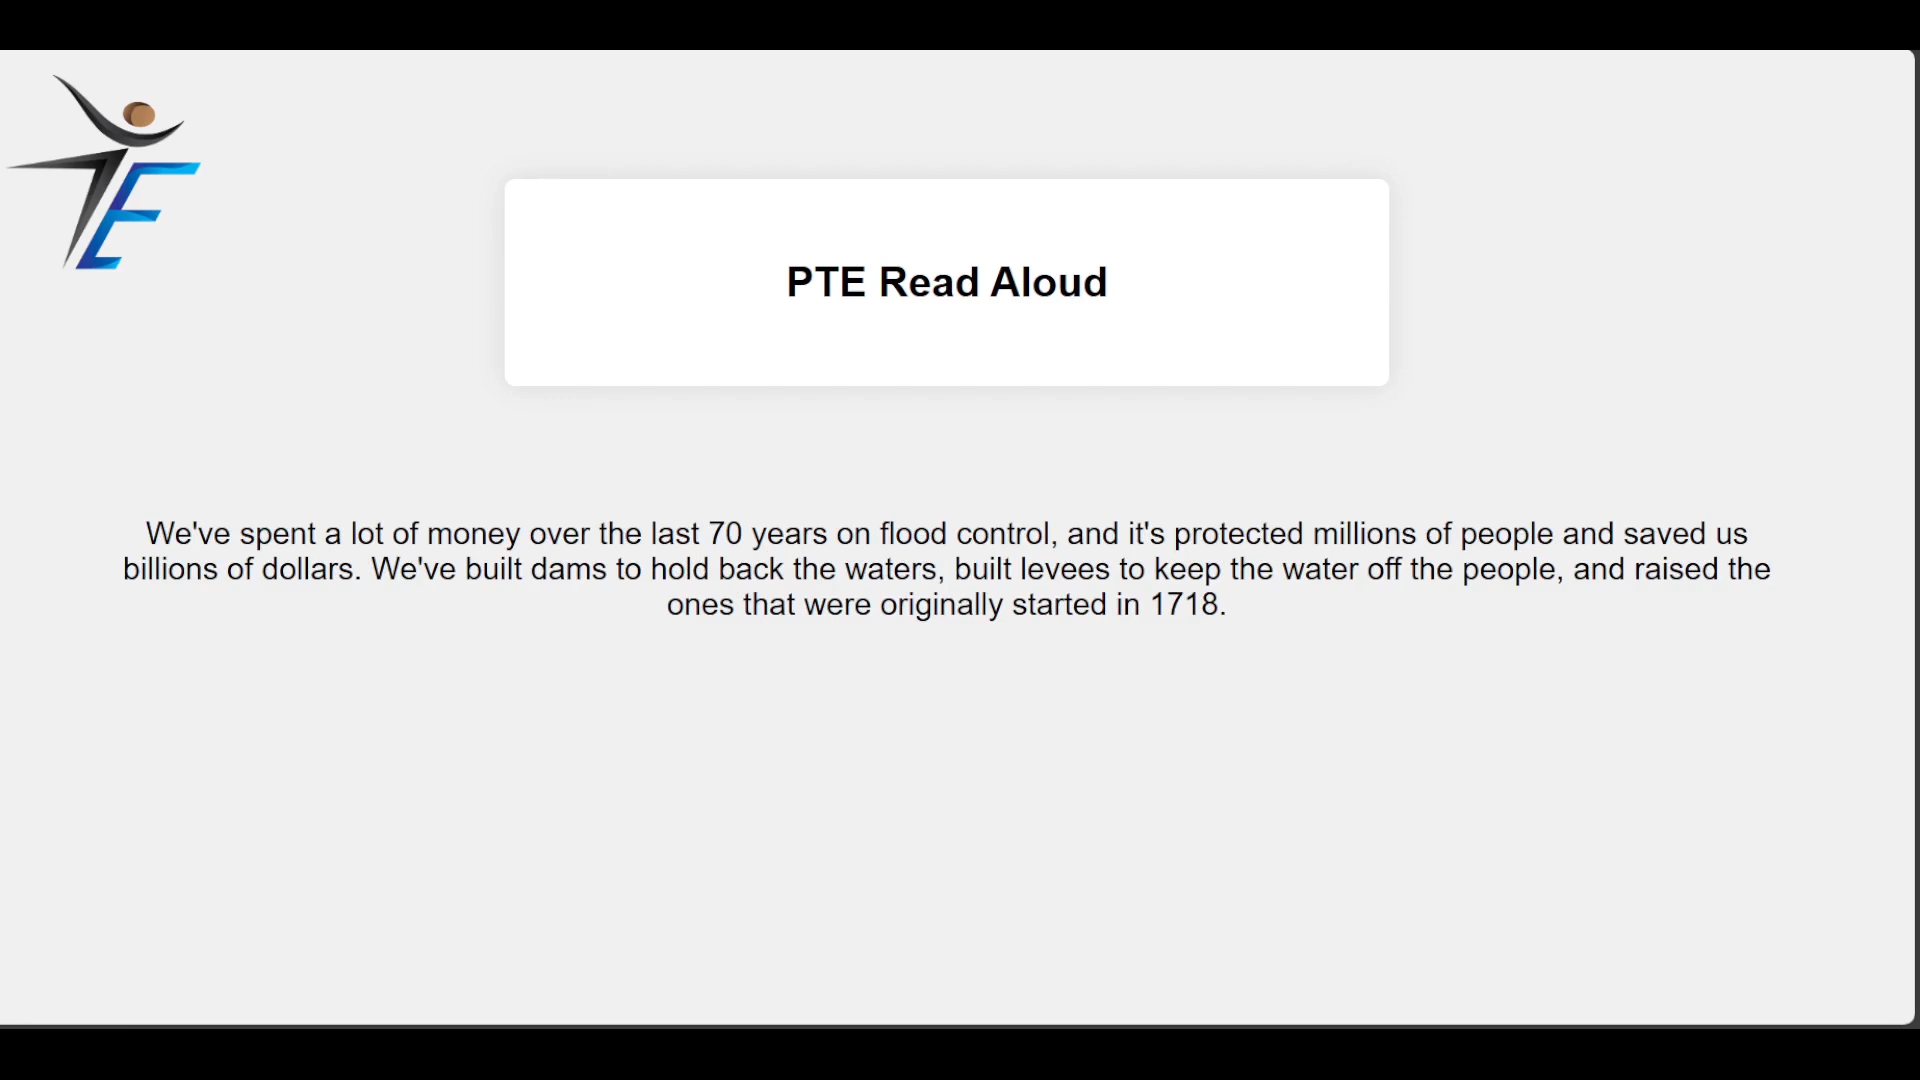 PTE Read Aloud
We've spent a lot of money over the last 70 years on flood control, and it's protected millions of people and saved us
billions of dollars. We've built dams to hold back the waters, built levees to keep the water off the people, and raised the
ones that were originally started in 1718.